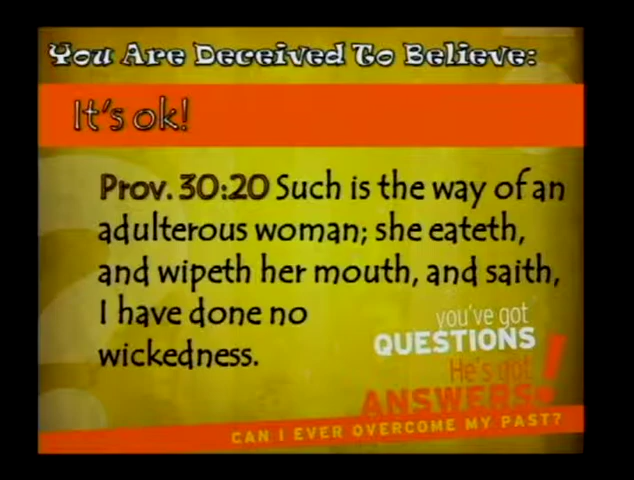 You Are Deceived To Believe:
It's ok!
Prov. 30:20 Such is the way of an
adulterous woman; she eateth,
and wipeth her mouth, and saith,
I have done no
wickedness.
you've got
QUESTIONS
He's got
ANSWERS!
CAN I EVER OVERCOME MY PAST?